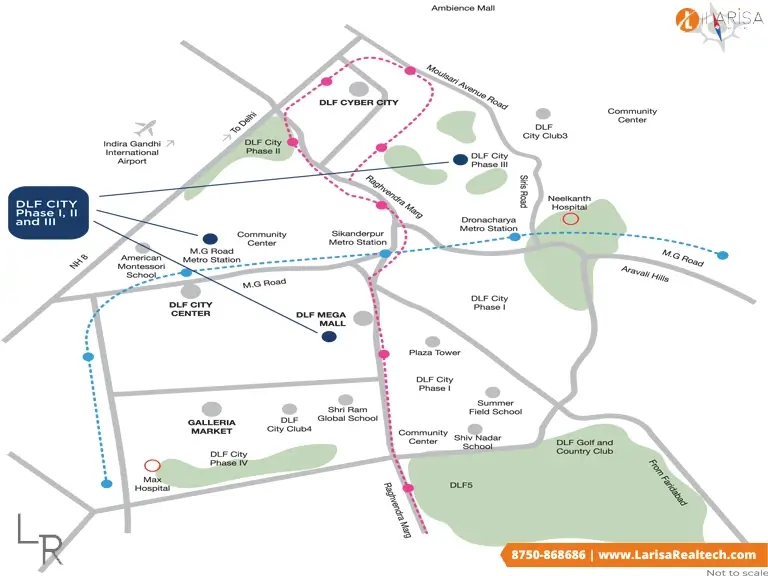 Ambience Mall
LARISA
Moulsari Avenue Road
DLF CYBER CITY
Community
Center
DLF
City Club3
To Delhi
Indira Gandhi
International
Airport
DLF City
Phase II
DLF City
Phase III
Raghvendra Marg
Siris Road
Neelkanth
Hospital
DLF CITY
Phase I, II
and III
Dronacharya
Metro Station
Community
Center
Sikanderpur
Metro Station
M.G Road
Metro Station
NH 8
American
Montessori
School
M.G Road
Aravali Hills
M.G Road
DLF CITY
CENTER
DLF City
Phase I
DLF MEGA
MALL
Plaza Tower
DLF City
Phase I
Summer
Field School
Shri Ram
Global School
DLF
City Club4
GALLERIA
MARKET
Community
Center
Shiv Nadar
School
DLF Golf and
Country Club
DLF City
Phase IV
Max
Hospital
DLF5
From Faridabad
Raghvendra Marg
LR
8750-868686 | www.LarisaRealtech.com
Not to scale